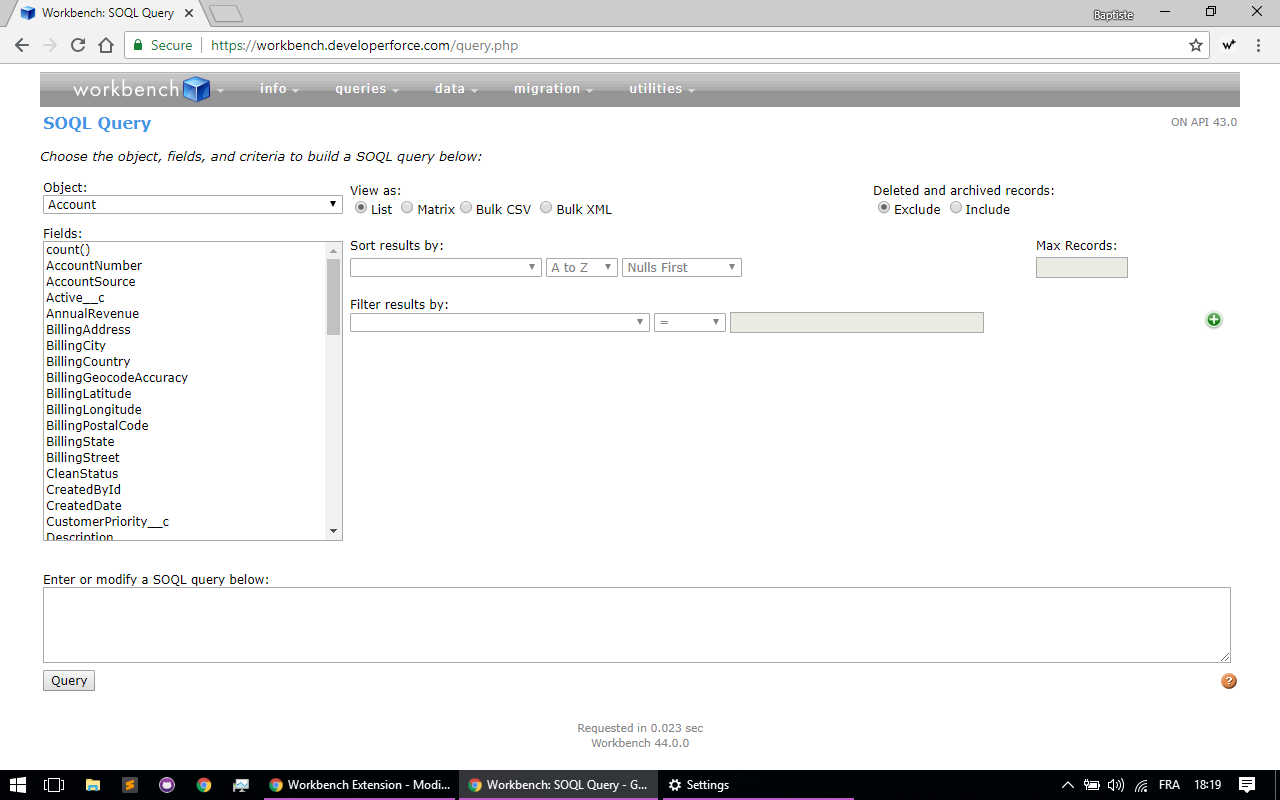 Workbench: SOQL Query
Baptiste
Secure
https://workbench.developerforce.com/query.php
workbench info queries data migration utilities
SOQL Query
ON API 43.0
Choose the object, fields, and criteria to build a SOQL query below:
Object:
Account
View as:
List Matrix Bulk CSV Bulk XML
Deleted and archived records:
Exclude Include
Fields:
count()
AccountNumber
AccountSource
Active__c
AnnualRevenue
BillingAddress
BillingCity
BillingCountry
BillingGeocodeAccuracy
BillingLatitude
BillingLongitude
BillingPostalCode
BillingState
BillingStreet
CleanStatus
CreatedById
CreatedDate
CustomerPriority__c
Description
Sort results by:
A to Z Nulls First
Max Records:
Filter results by:
=
Enter or modify a SOQL query below:
Query
Requested in 0.023 sec
Workbench 44.0.0
Workbench Extension - Modi...
Workbench: SOQL Query - G...
Settings
FRA
18:19